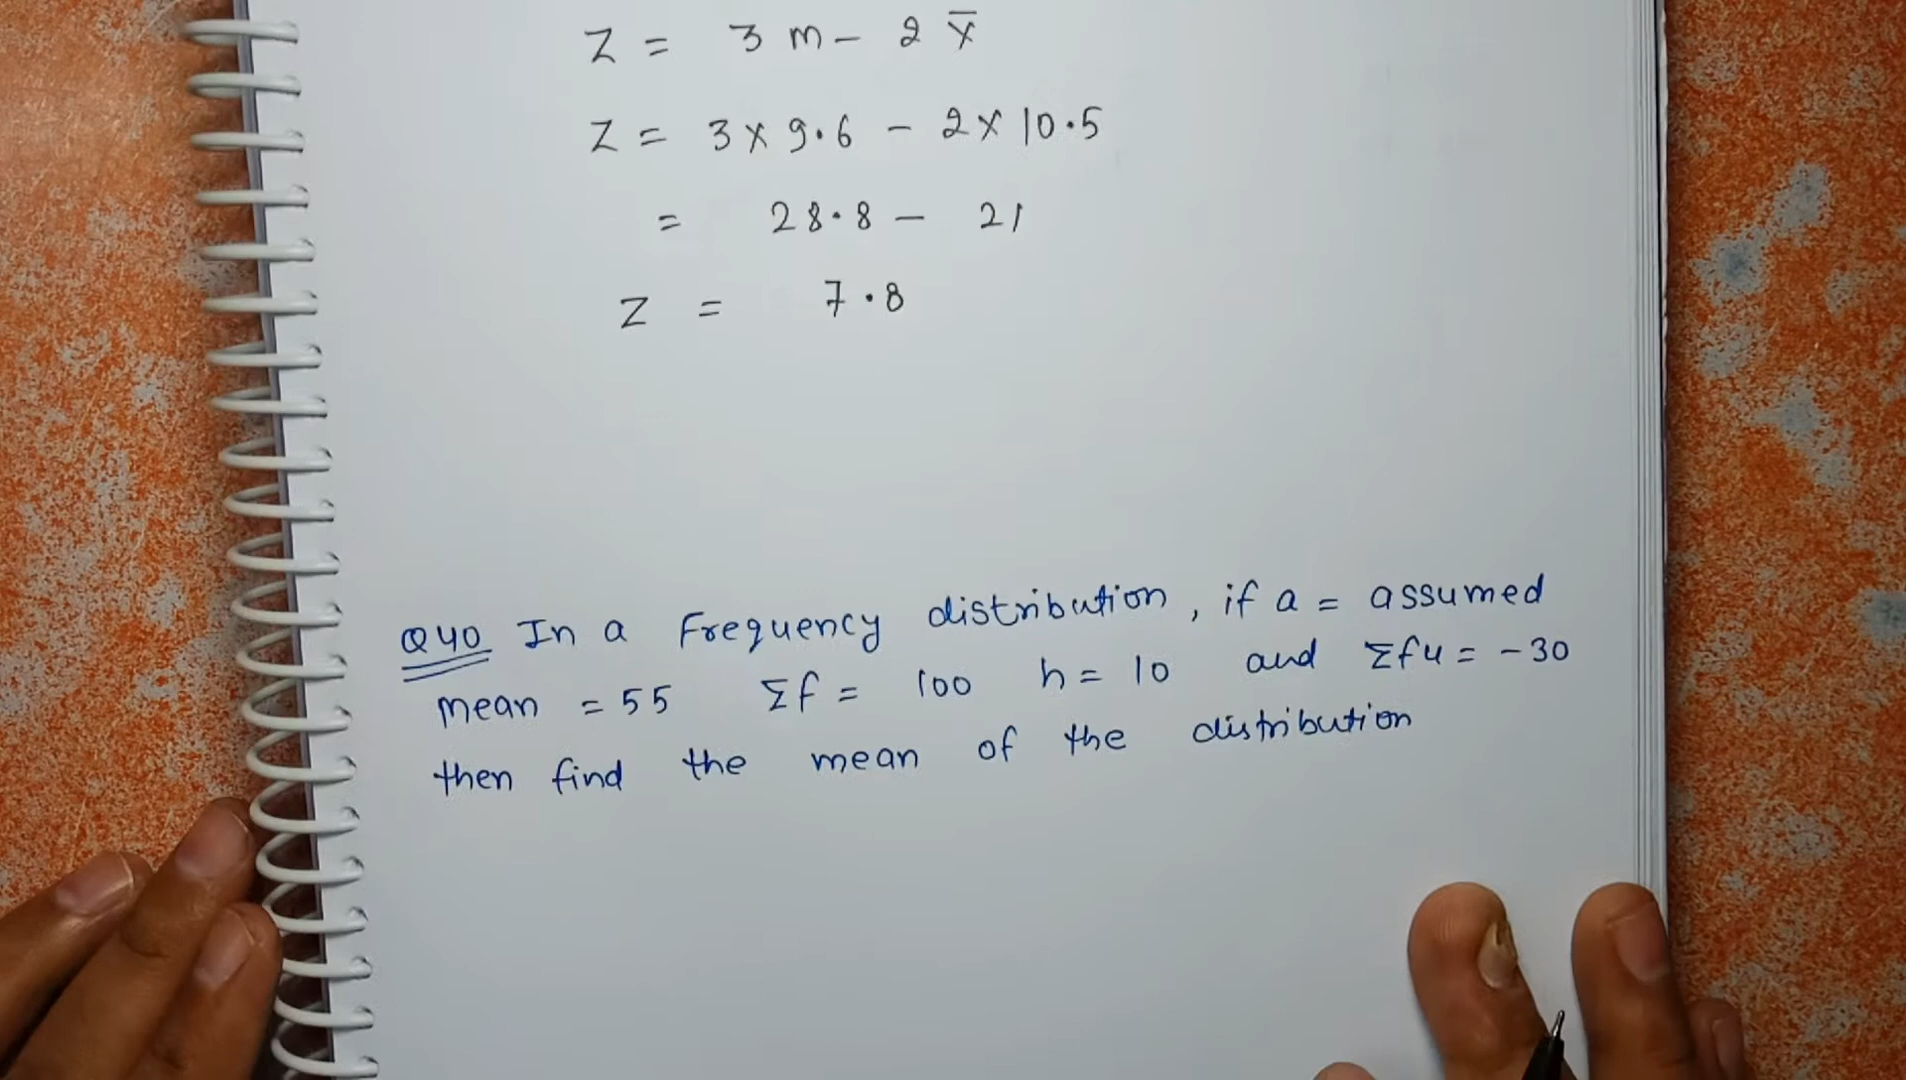 Z = 3 m - 2 x̅
Z = 3 x 9.6 - 2 x 10.5
= 28.8 - 21
Z = 7.8
Q40 In a Frequency distribution, if a = assumed
mean = 55 Σf = 100 h = 10 and Σfu = -30
then find the mean of the distribution